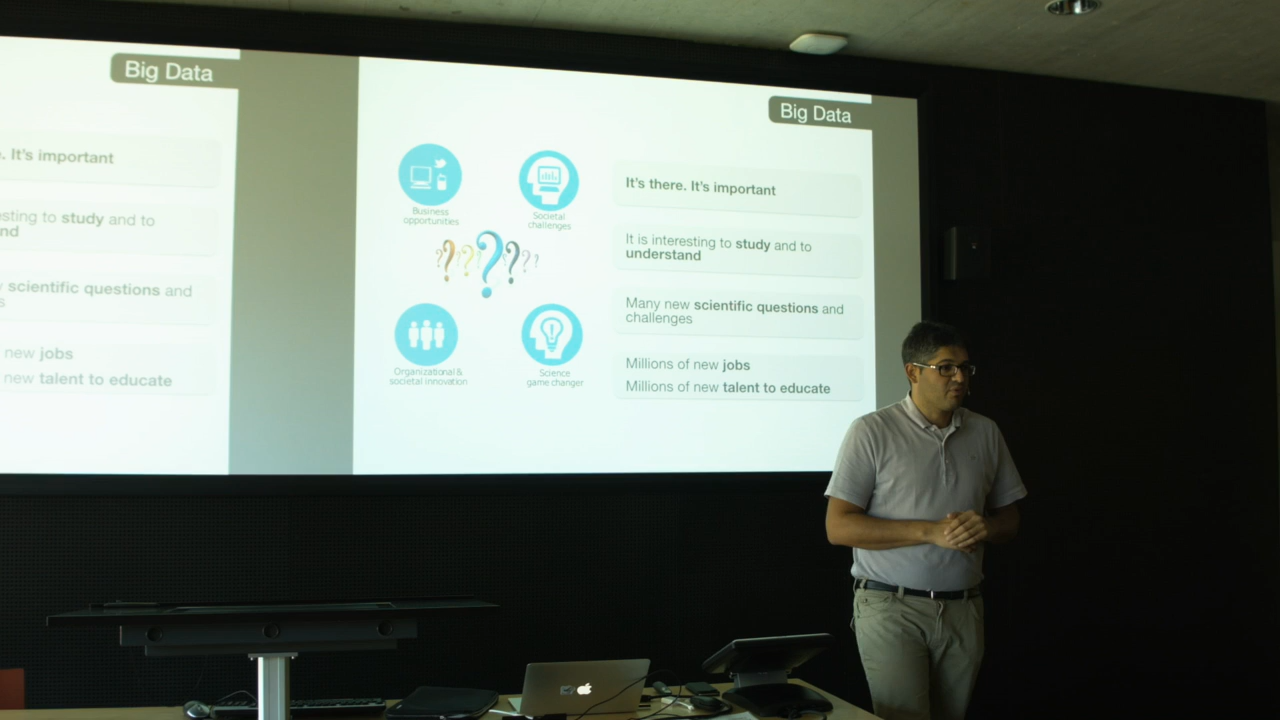 Big Data
. It's important
esting to study and to
nd
scientific questions and
s
new jobs
new talent to educate
Big Data
Business
opportunities
Societal
challenges
Organizational &
societal innovation
Science
game changer
It's there. It's important
It is interesting to study and to
understand
Many new scientific questions and
challenges
Millions of new jobs
Millions of new talent to educate